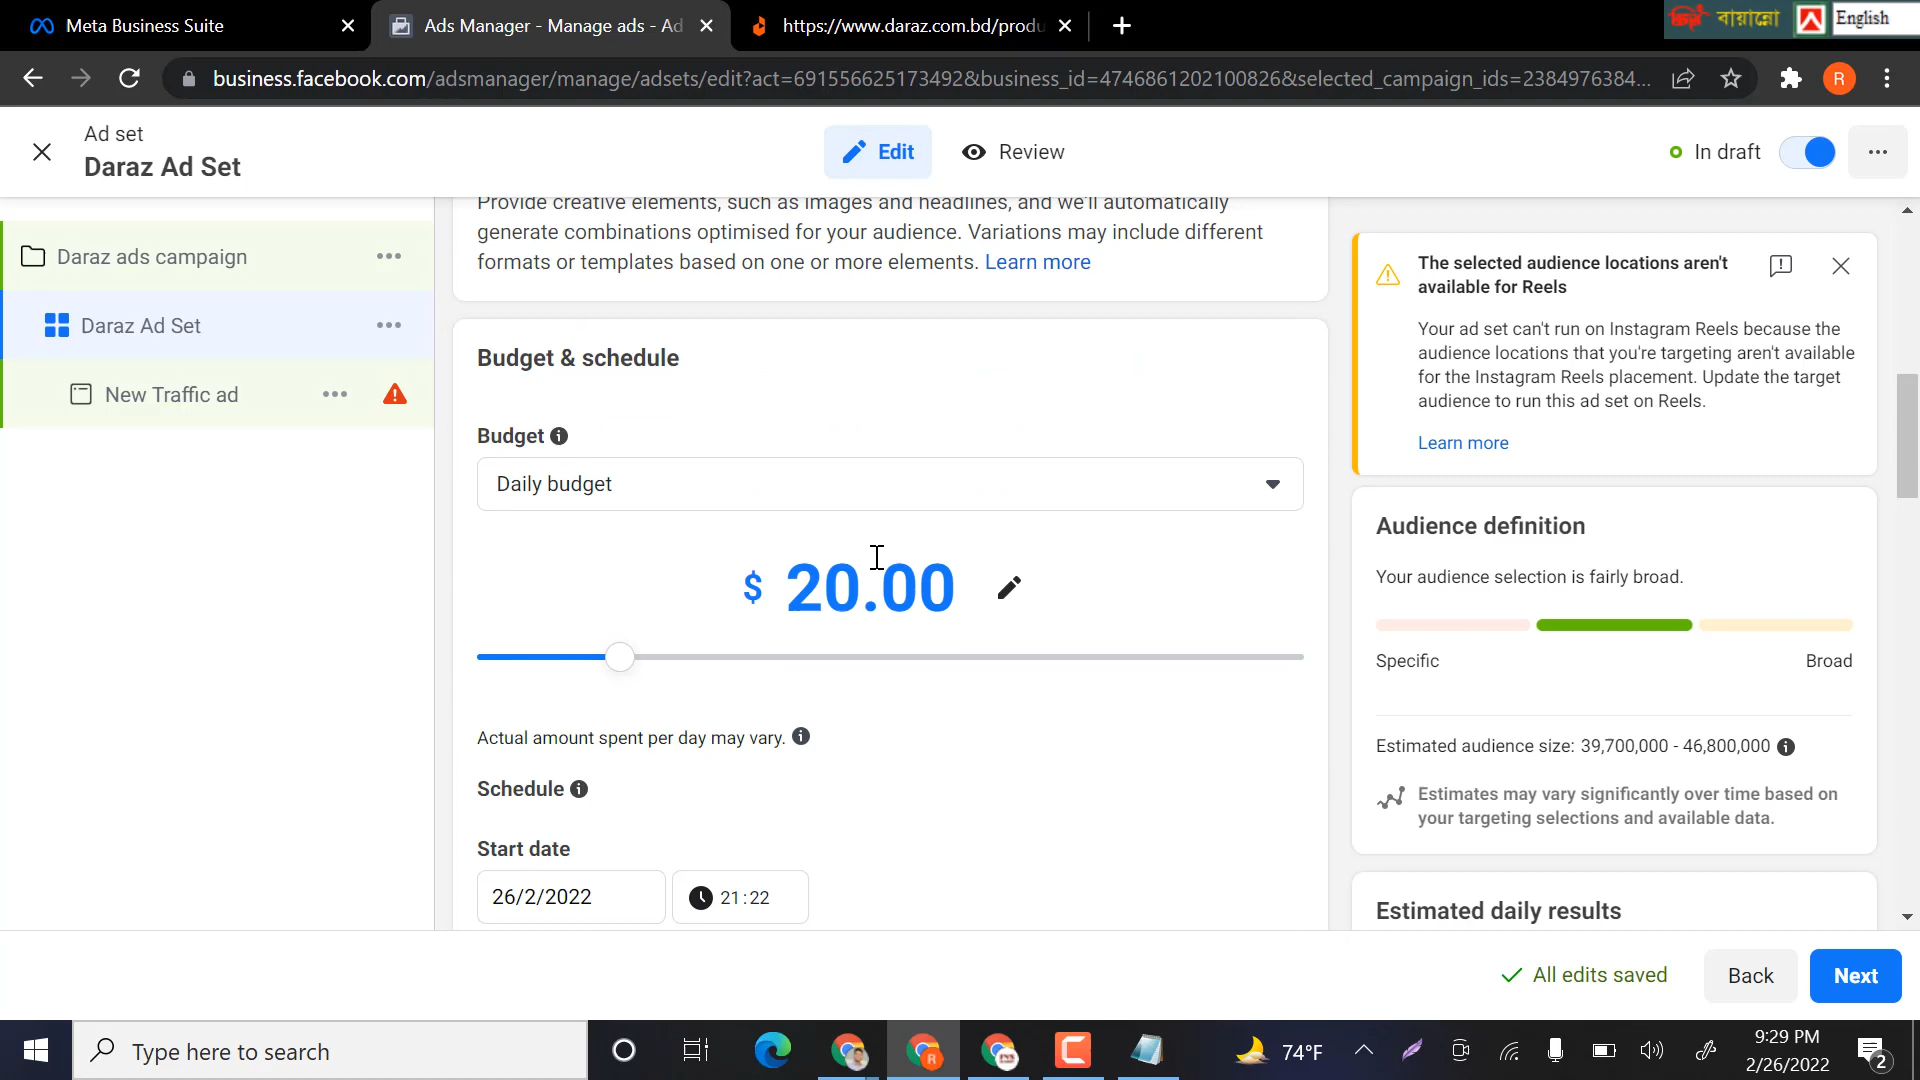 Meta Business Suite
Ads Manager - Manage ads - Ad
https://www.daraz.com.bd/produ
বায়ান্নো
English
business.facebook.com/adsmanager/manage/adsets/edit?act=691556625173492&business_id=4746861202100826&selected_campaign_ids=2384976384...
R
Ad set
Daraz Ad Set
Edit
Review
In draft
Daraz ads campaign
Daraz Ad Set
New Traffic ad
Provide creative elements, such as images and headlines, and we'll automatically
generate combinations optimised for your audience. Variations may include different
formats or templates based on one or more elements. Learn more
Budget & schedule
Budget
Daily budget
$ 20.00
Actual amount spent per day may vary.
Schedule
Start date
26/2/2022
21:22
The selected audience locations aren't
available for Reels
Your ad set can't run on Instagram Reels because the
audience locations that you're targeting aren't available
for the Instagram Reels placement. Update the target
audience to run this ad set on Reels.
Learn more
Audience definition
Your audience selection is fairly broad.
Specific
Broad
Estimated audience size: 39,700,000 - 46,800,000
Estimates may vary significantly over time based on
your targeting selections and available data.
Estimated daily results
All edits saved
Back
Next
Type here to search
R
74°F
9:29 PM
2/26/2022
2